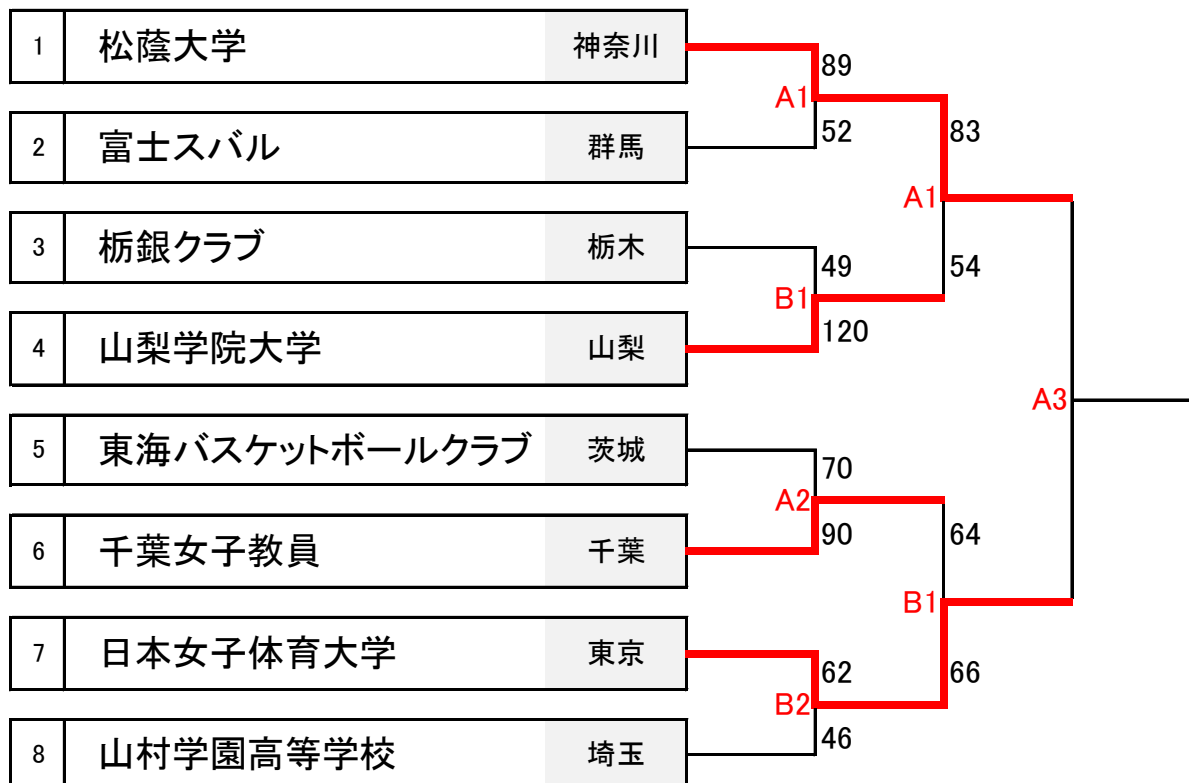 1 松蔭大学 神奈川
89
A1
52
2 富士スバル 群馬
83
A1
54
3 栃銀クラブ 栃木
49
B1
120
4 山梨学院大学 山梨
A3
5 東海バスケットボールクラブ 茨城
70
A2
90
6 千葉女子教員 千葉
64
B1
66
7 日本女子体育大学 東京
62
B2
46
8 山村学園高等学校 埼玉